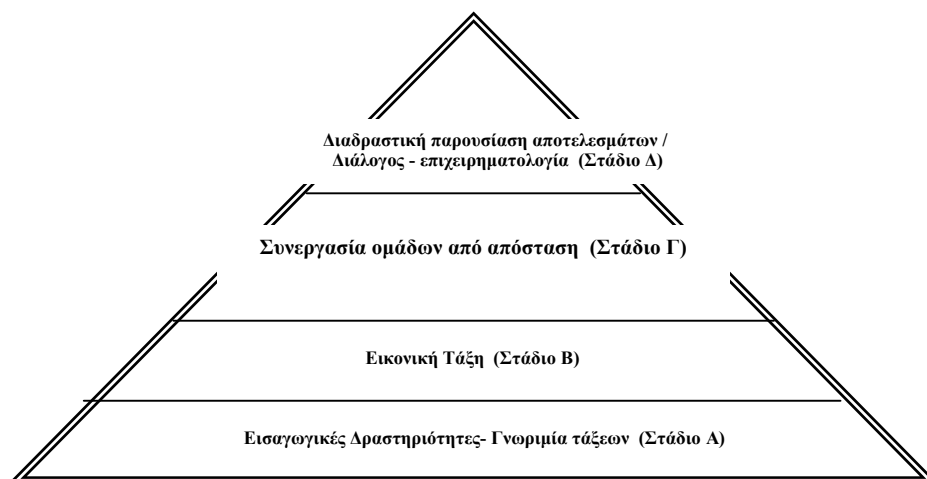 Διαδραστική παρουσίαση αποτελεσμάτων /
Διάλογος - επιχειρηματολογία (Στάδιο Δ)
Συνεργασία ομάδων από απόσταση (Στάδιο Γ)
Εικονική Τάξη (Στάδιο Β)
Εισαγωγικές Δραστηριότητες- Γνωριμία τάξεων (Στάδιο Α)